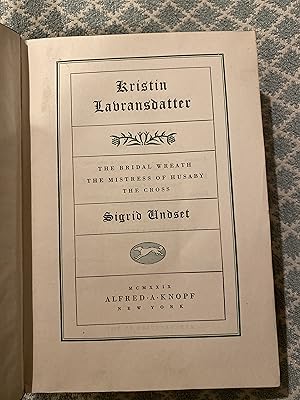 Kristin
Lavransdatter
THE BRIDAL WREATH
THE MISTRESS OF HUSABY
THE CROSS
Sigrid Undset
MCMXXIX
ALFRED · A · KNOPF
NEW YORK